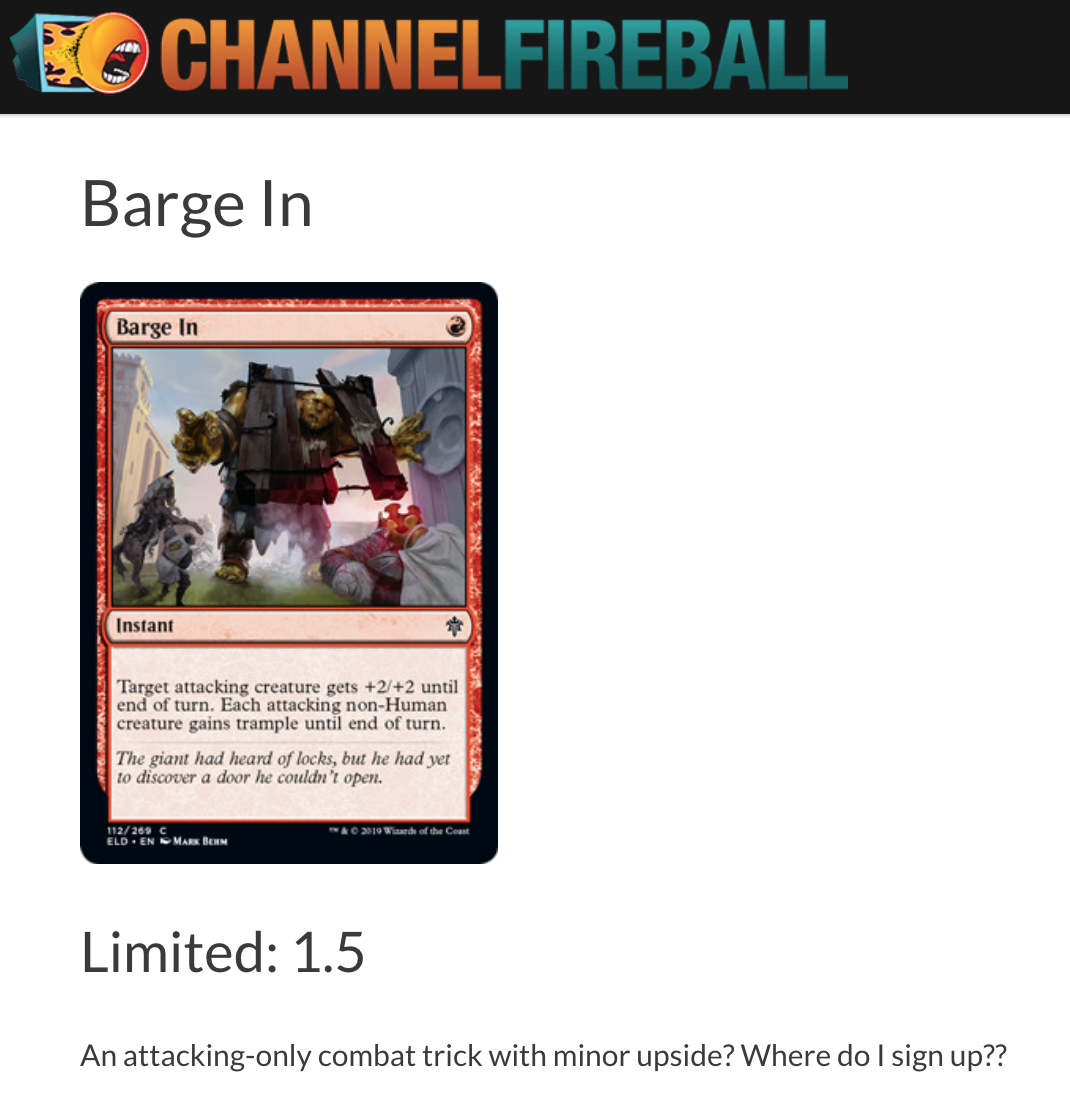 CHANNELFIREBALL
Barge In
Barge In
Instant
Target attacking creature gets +2/+2 until
end of turn. Each attacking non-Human
creature gains trample until end of turn.
The giant had heard of locks, but he had yet
to discover a door he couldn't open.
112/269 C
™ & © 2019 Wizards of the Coast
ELD • EN Mark Behm
Limited: 1.5
An attacking-only combat trick with minor upside? Where do I sign up??